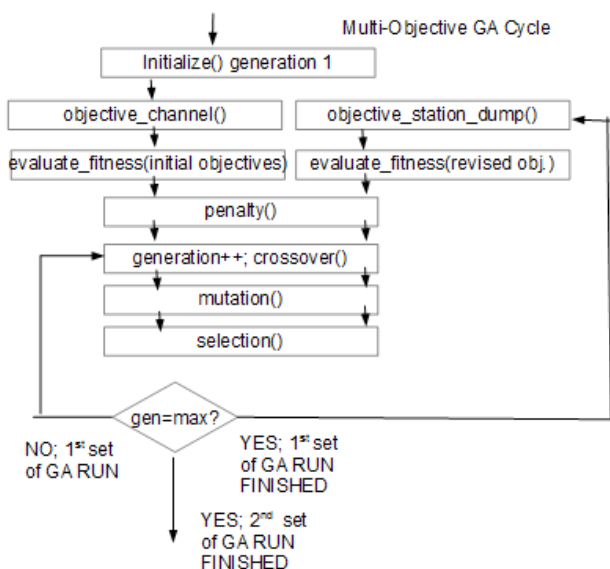 Multi-Objective GA Cycle
Initialize() generation 1
objective_channel()
objective_station_dump()
evaluate_fitness(initial objectives)
evaluate_fitness(revised obj.)
penalty()
generation++; crossover()
mutation()
selection()
gen=max?
NO; 1st set
of GA RUN
YES; 1st set
of GA RUN
FINISHED
YES; 2nd set
of GA RUN
FINISHED